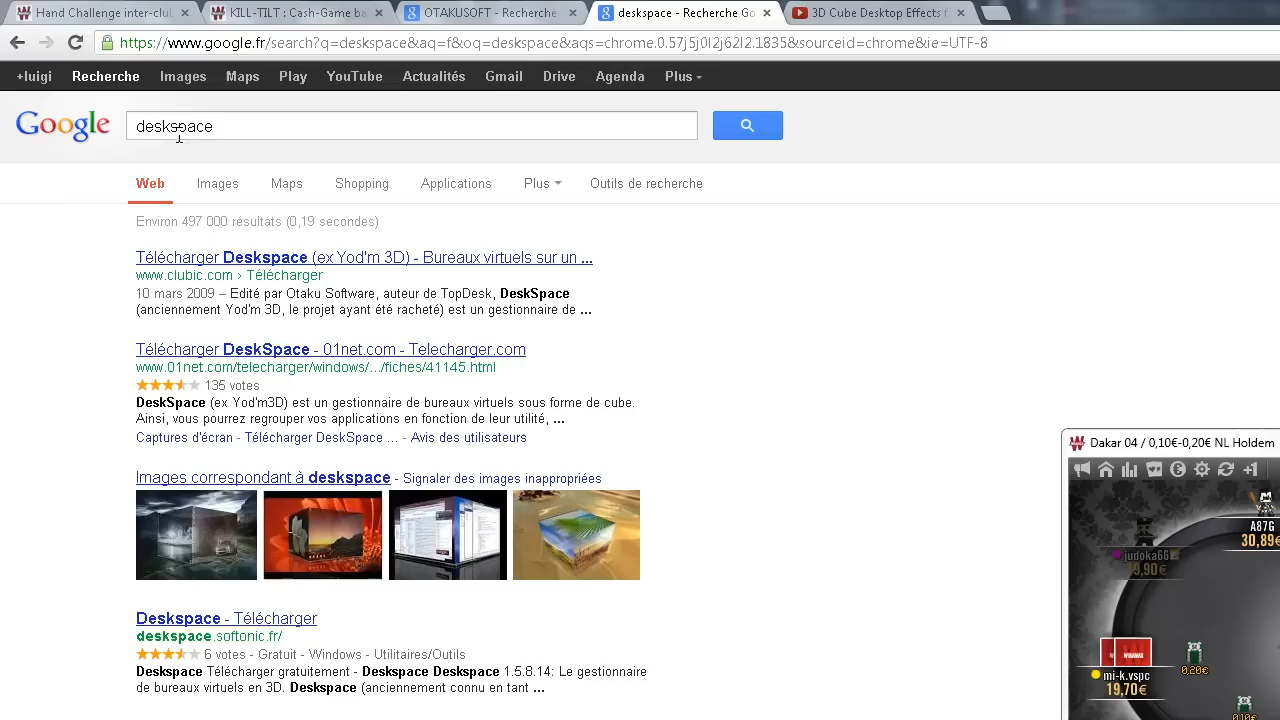 Hand Challenge inter-clul
KILL-TILT : Cash-Game ba
OTAKUSOFT - Recherche
deskspace - Recherche Go
3D Cube Desktop Effects f
https://www.google.fr/search?q=deskspace&aq=f&oq=deskspace&aqs=chrome.0.57j5j0l2j62l2.1835&sourceid=chrome&ie=UTF-8
+luigi Recherche Images Maps Play YouTube Actualités Gmail Drive Agenda Plus
Google
deskspace
Web Images Maps Shopping Applications Plus Outils de recherche
Environ 497 000 résultats (0,19 secondes)
Télécharger Deskspace (ex Yod'm 3D) - Bureaux virtuels sur un ...
www.clubic.com › Télécharger
10 mars 2009 – Edité par Otaku Software, auteur de TopDesk, DeskSpace
(anciennement Yod'm 3D, le projet ayant été racheté) est un gestionnaire de ...
Télécharger DeskSpace - 01net.com - Telecharger.com
www.01net.com/telecharger/windows/.../fiches/41145.html
135 votes
DeskSpace (ex Yod'm3D) est un gestionnaire de bureaux virtuels sous forme de cube.
Ainsi, vous pourrez regrouper vos applications en fonction de leur utilité, ...
Captures d'écran - Télécharger DeskSpace ... - Avis des utilisateurs
Images correspondant à deskspace - Signaler des images inappropriées
Deskspace - Télécharger
deskspace.softonic.fr/
6 votes - Gratuit - Windows - Utilitaires/Outils
Deskspace Télécharger gratuitement - Deskspace Deskspace 1.5.8.14: Le gestionnaire
de bureaux virtuels en 3D. Deskspace (anciennement connu en tant ...
Dakar 04 / 0,10€-0,20€ NL Holdem
+1
A87G
30,89€
judoka66
19,90€
WINAMAX
0,20€
mi-k.vspc
19,70€
0,10€